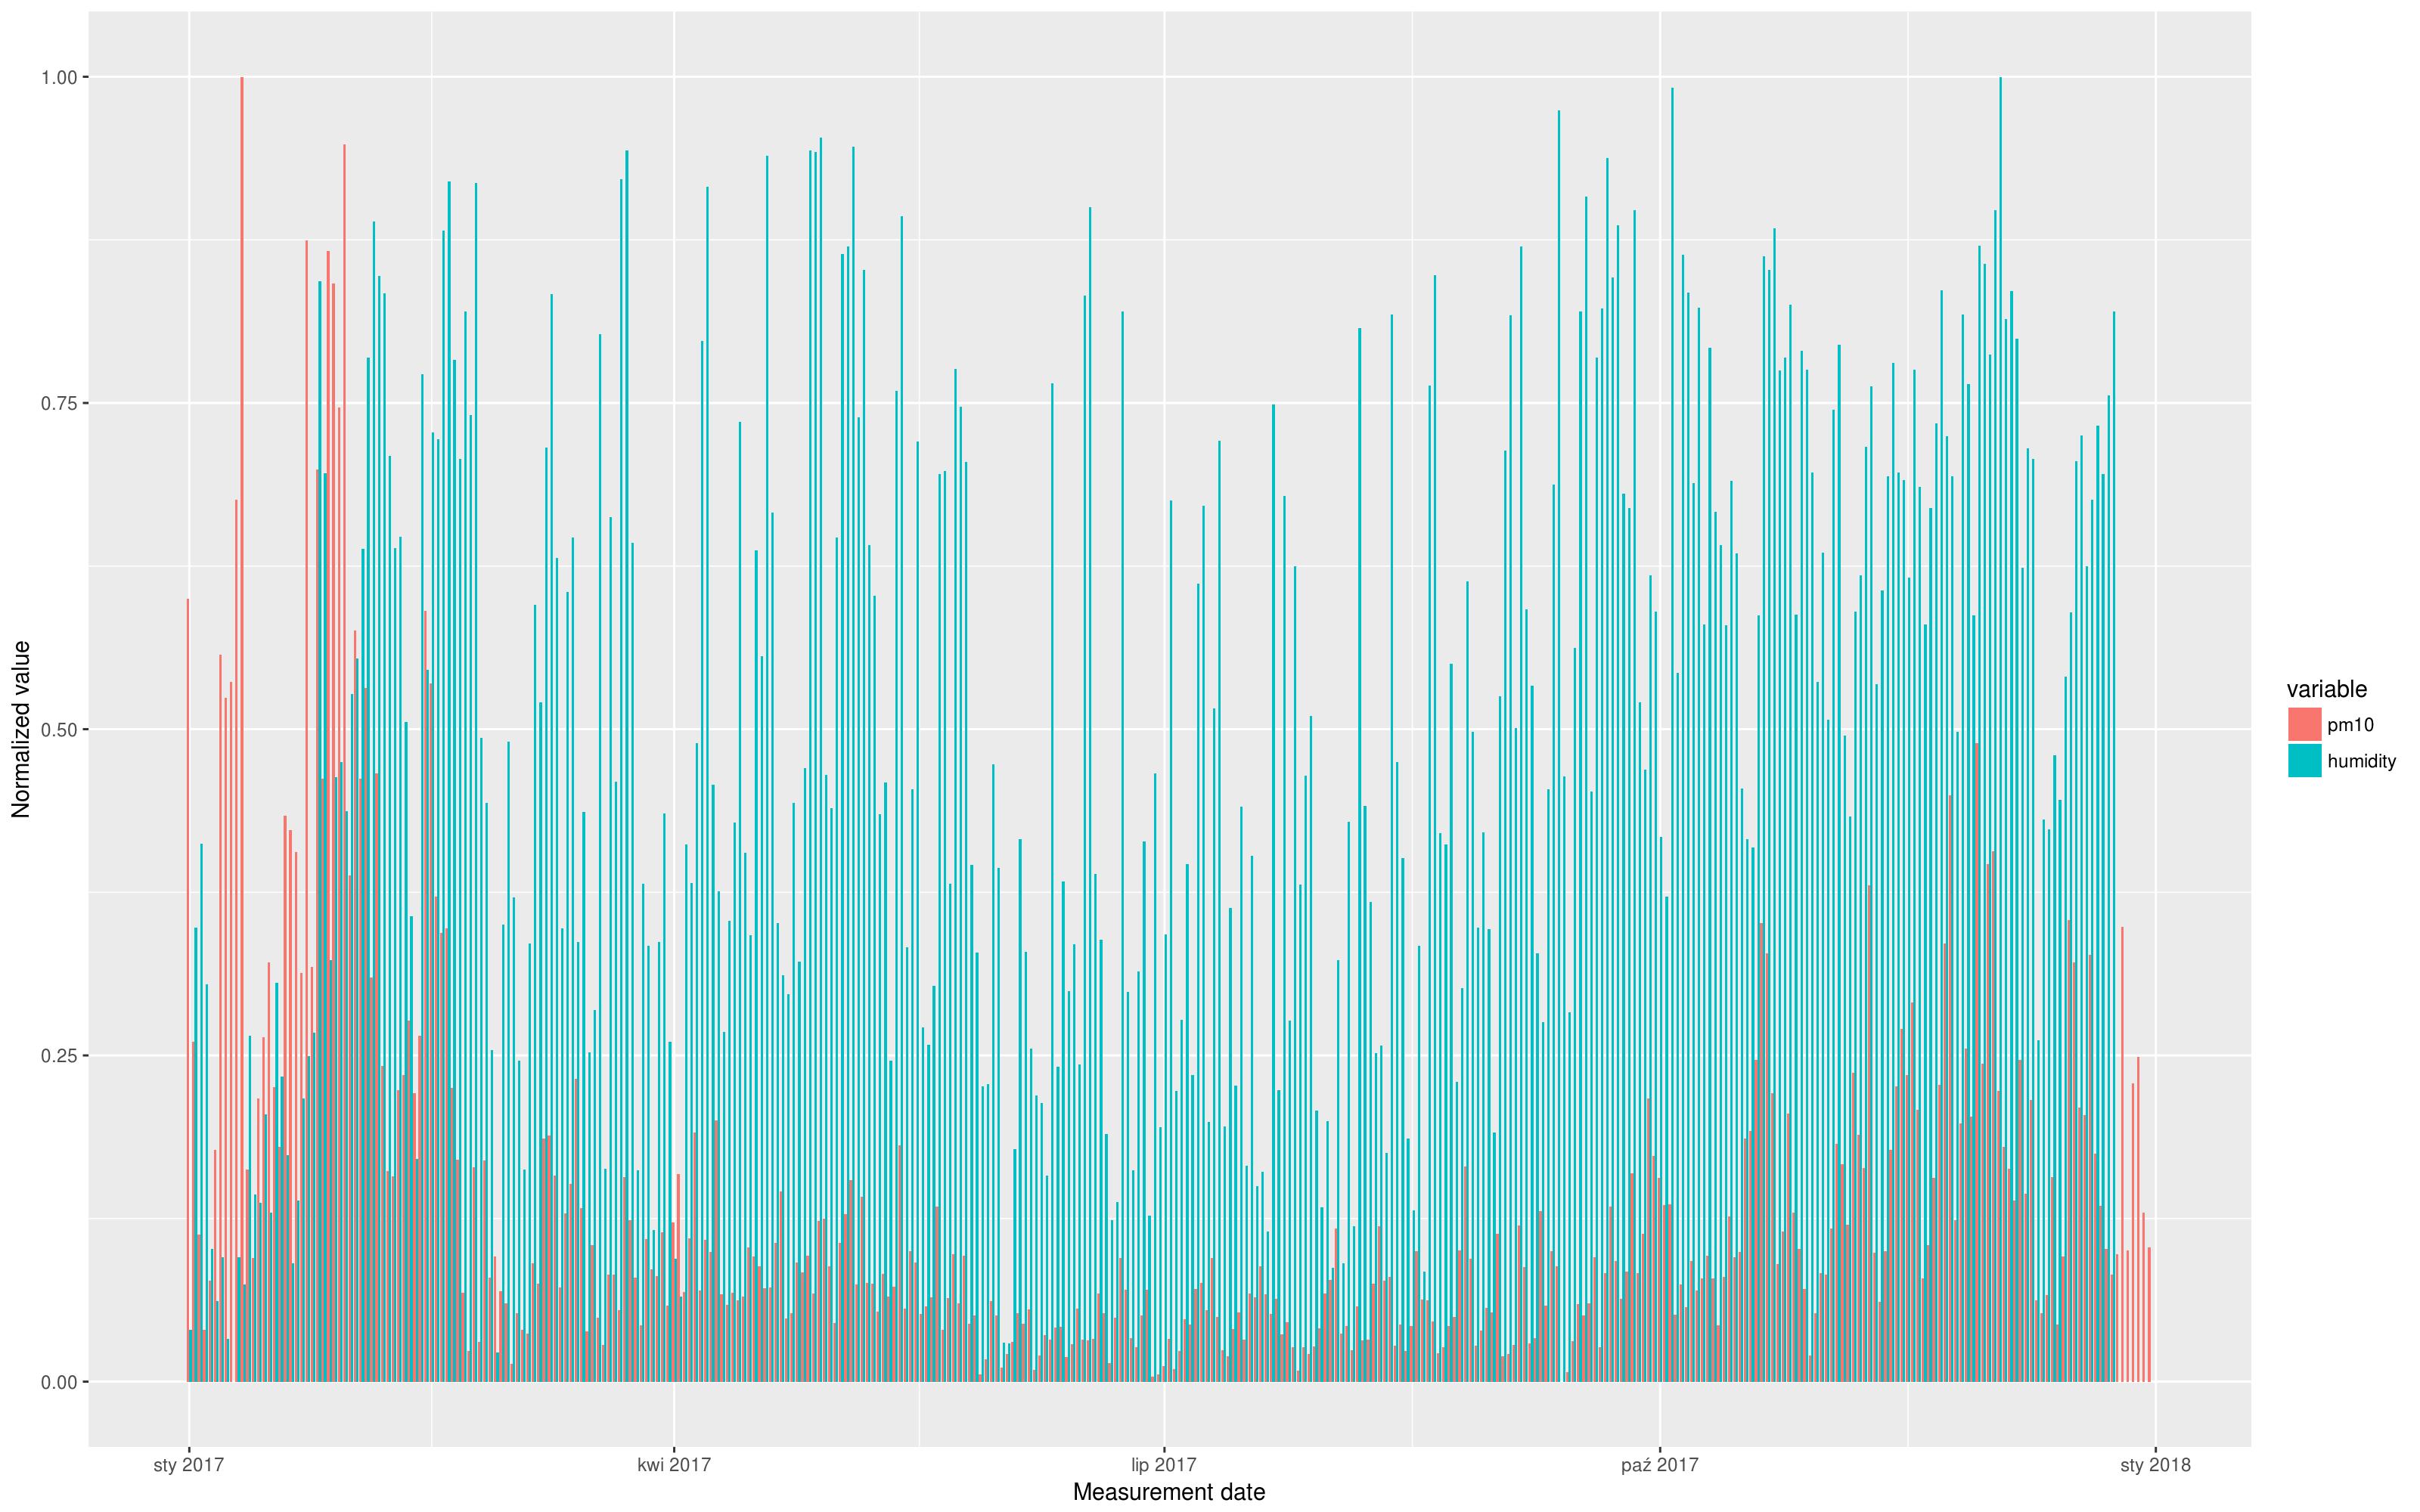 1.00
0.75
0.50
0.25
0.00
Normalized value
sty 2017
kwi 2017
lip 2017
paź 2017
sty 2018
Measurement date
variable
pm10
humidity